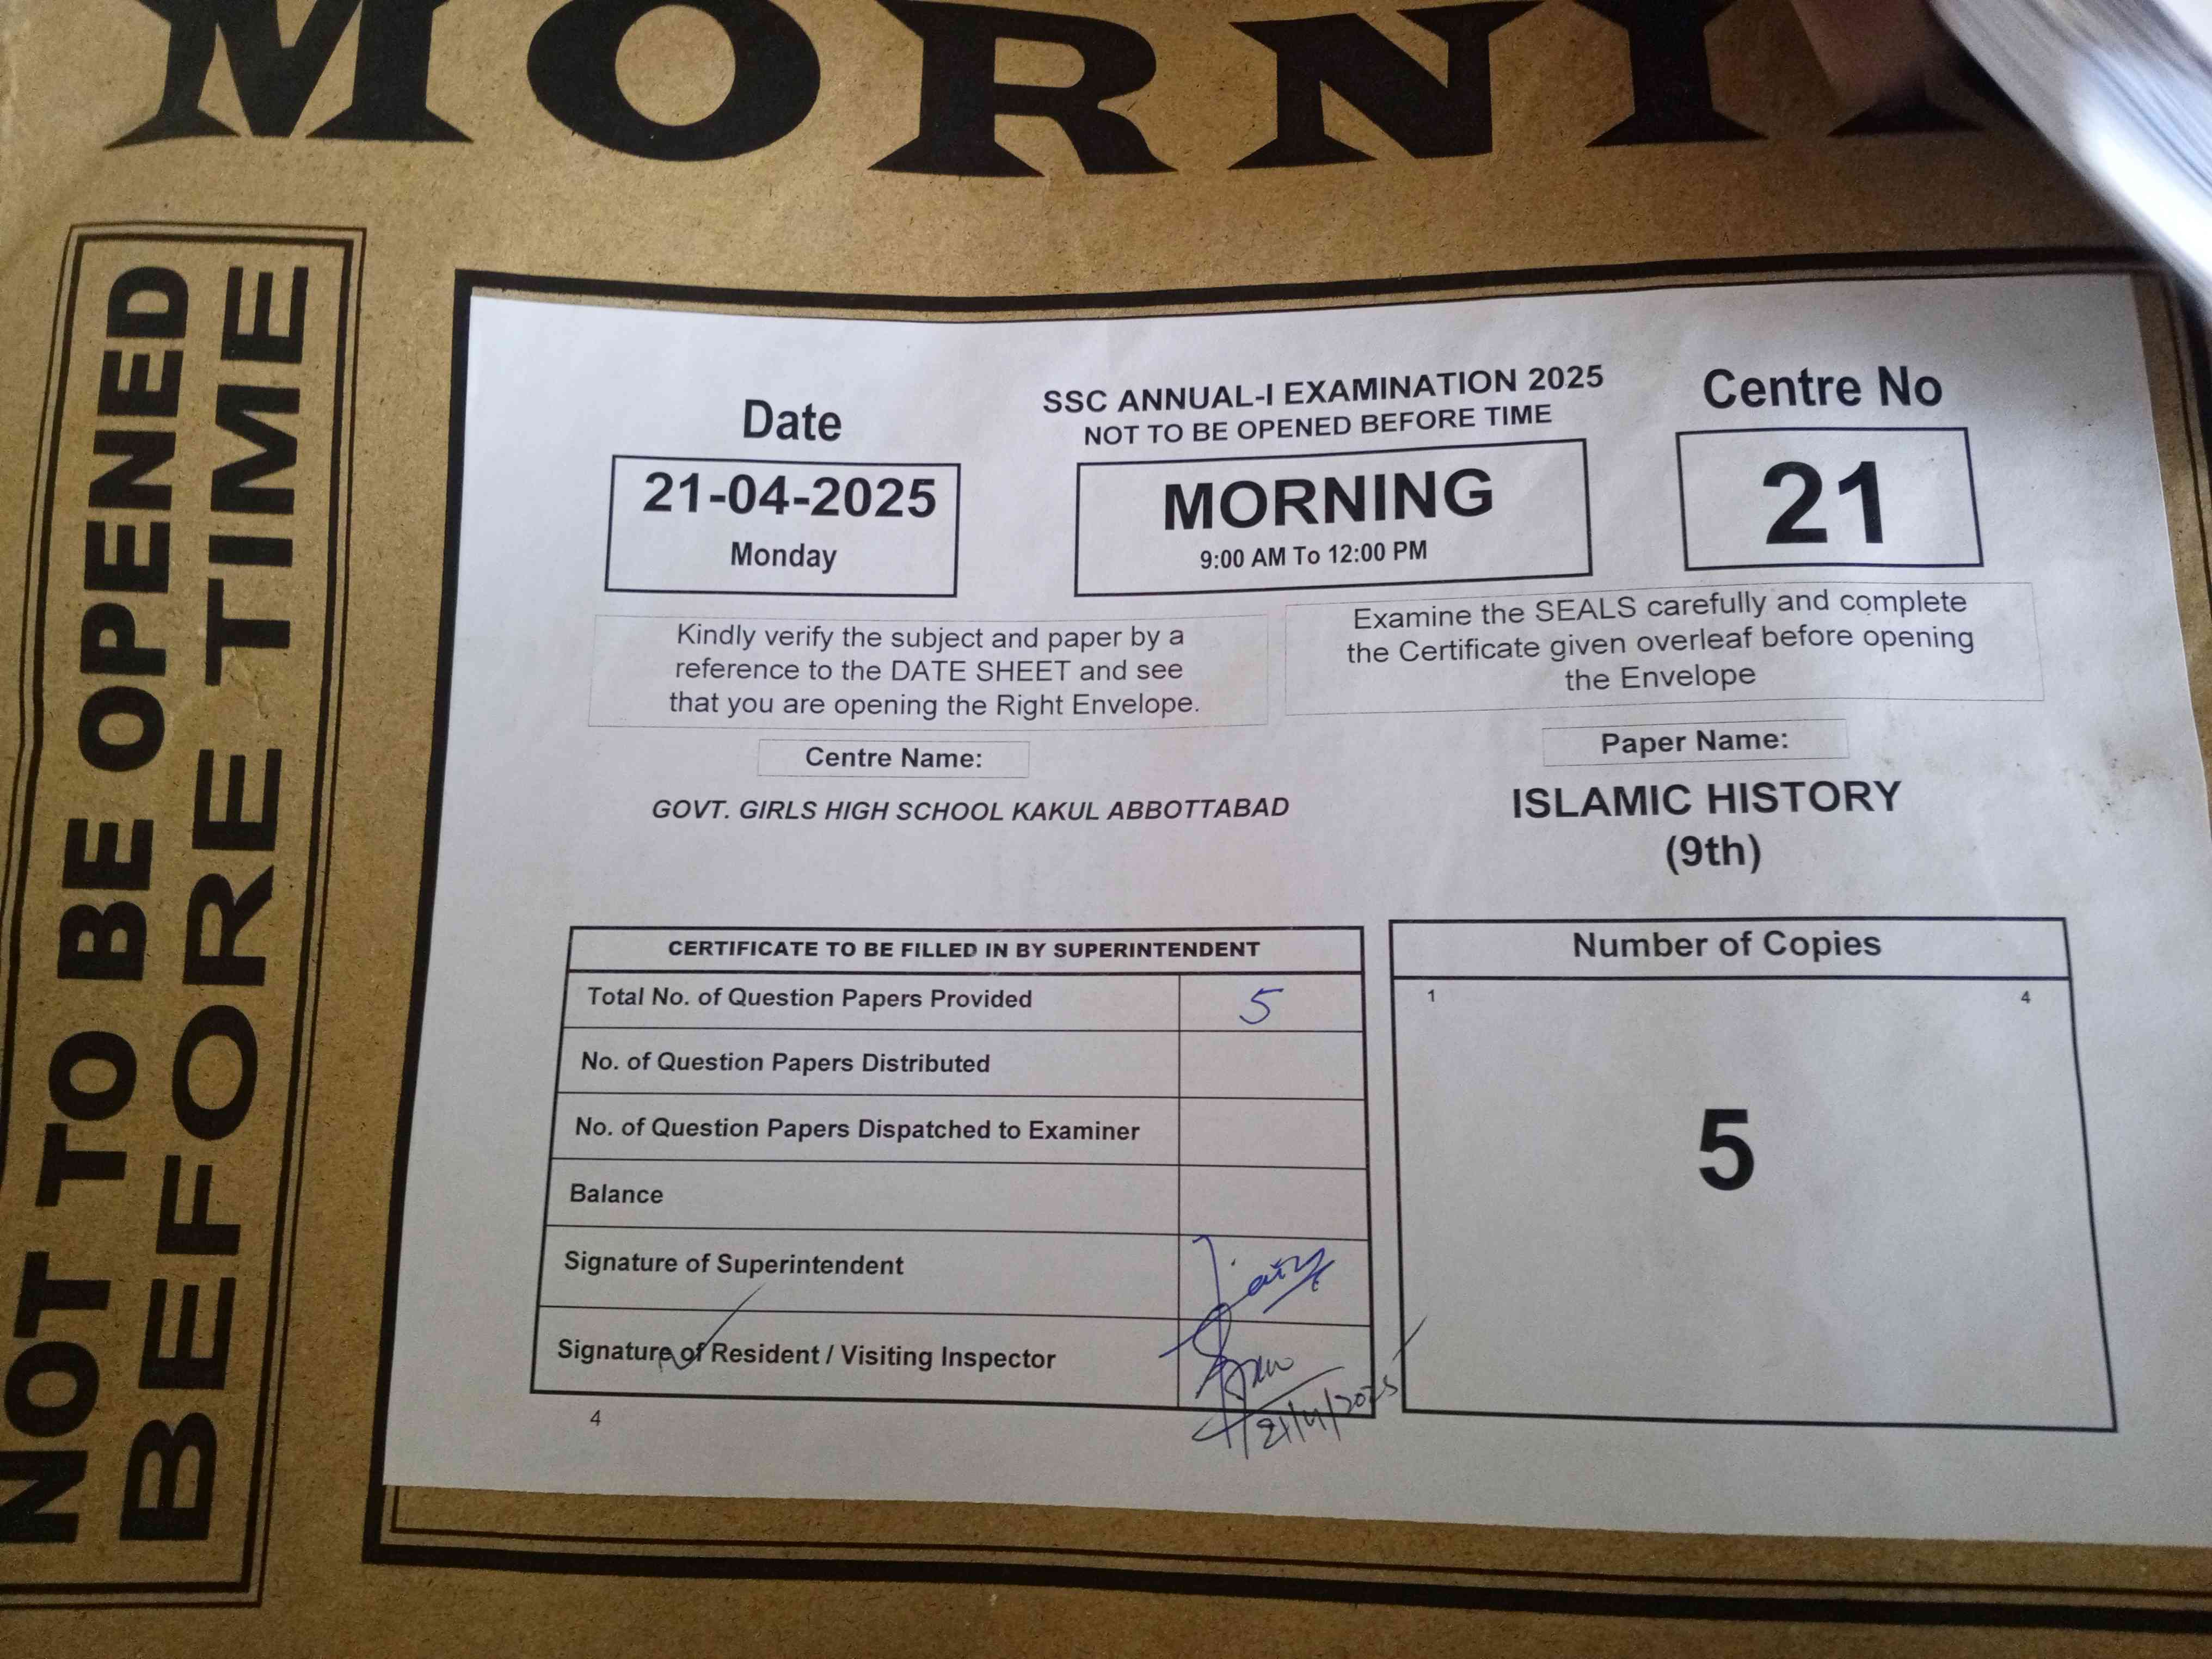 MORNI
NOT TO BE OPENED
BEFORE TIME
Date
21-04-2025
Monday
SSC ANNUAL-I EXAMINATION 2025
NOT TO BE OPENED BEFORE TIME
MORNING
9:00 AM To 12:00 PM
Centre No
21
Kindly verify the subject and paper by a
reference to the DATE SHEET and see
that you are opening the Right Envelope.
Examine the SEALS carefully and complete
the Certificate given overleaf before opening
the Envelope
Centre Name:
GOVT. GIRLS HIGH SCHOOL KAKUL ABBOTTABAD
Paper Name:
ISLAMIC HISTORY
(9th)
CERTIFICATE TO BE FILLED IN BY SUPERINTENDENT
Total No. of Question Papers Provided 5
No. of Question Papers Distributed
No. of Question Papers Dispatched to Examiner
Balance
Signature of Superintendent
Signature of Resident / Visiting Inspector
21/4/2025
4
Number of Copies
1 4
5